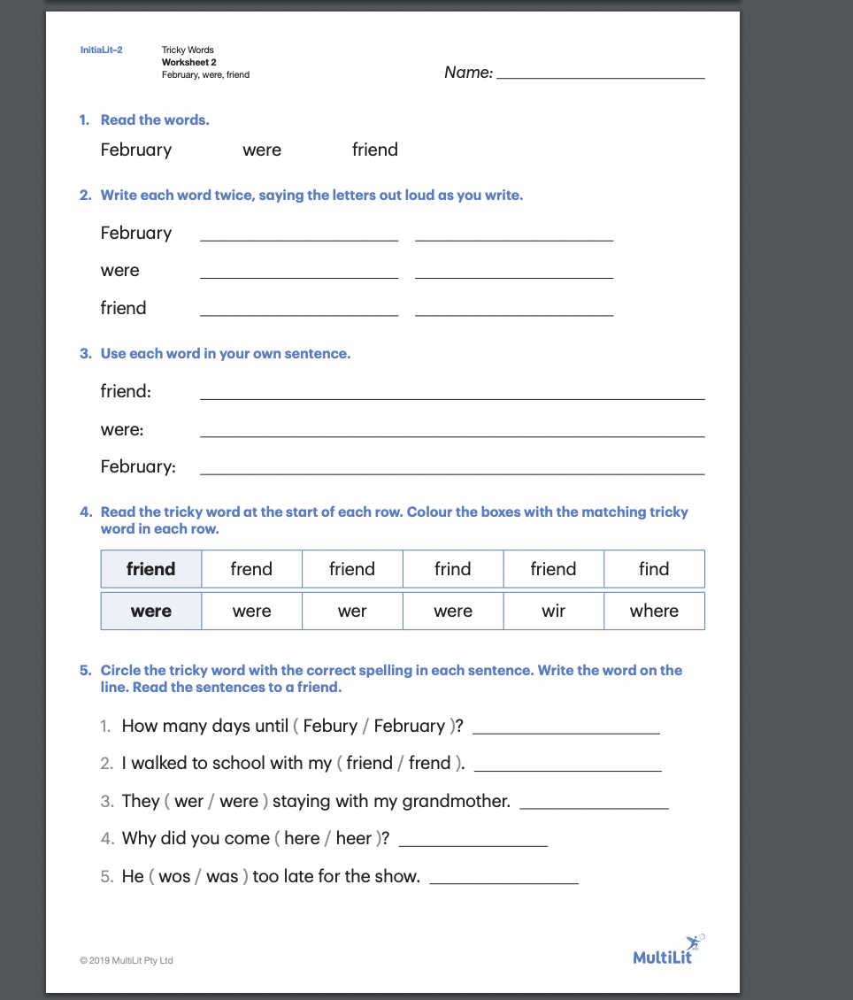 InitiaLit–2
Tricky Words
Worksheet 2
February, were, friend
Name:
1. Read the words.
February were friend
2. Write each word twice, saying the letters out loud as you write.
February
were
friend
3. Use each word in your own sentence.
friend:
were:
February:
4. Read the tricky word at the start of each row. Colour the boxes with the matching tricky
word in each row.
friend frend friend frind friend find
were were wer were wir where
5. Circle the tricky word with the correct spelling in each sentence. Write the word on the
line. Read the sentences to a friend.
1. How many days until ( Febury / February )?
2. I walked to school with my ( friend / frend ).
3. They ( wer / were ) staying with my grandmother.
4. Why did you come ( here / heer )?
5. He ( wos / was ) too late for the show.
© 2019 MultiLit Pty Ltd
MultiLit